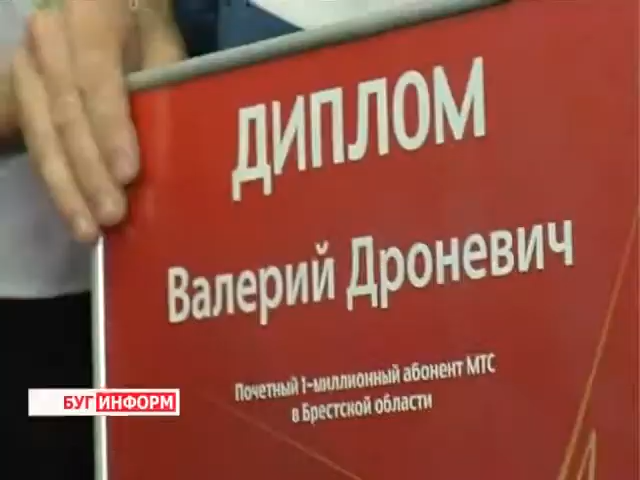 ДИПЛОМ
Валерий Дроневич
Почетный 1-миллионный абонент МТС
в Брестской области
БУГИНФОРМ